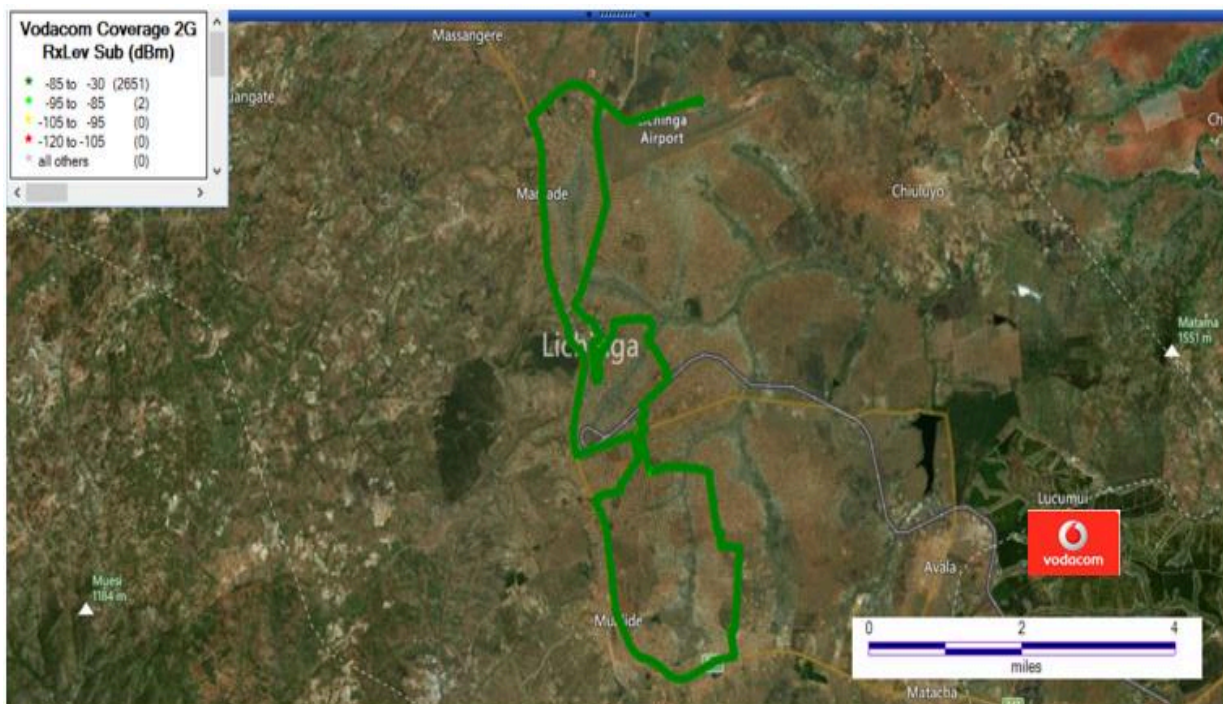 Vodacom Coverage 2G
RxLev Sub (dBm)
-85 to -30 (2651)
-95 to -85 (2)
-105 to -95 (0)
-120 to -105 (0)
all others (0)
Massangere
Lichinga
Airport
Chiuluyo
Matama
1551 m
Lichinga
Lucumui
vodacom
Avala
Muesi
1184 m
0 2 4
miles
Matacha